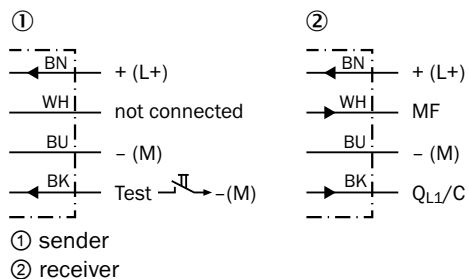 ① ②
BN + (L+) BN + (L+)
WH not connected WH MF
BU – (M) BU – (M)
BK Test –(M) BK QL1/C
① sender
② receiver